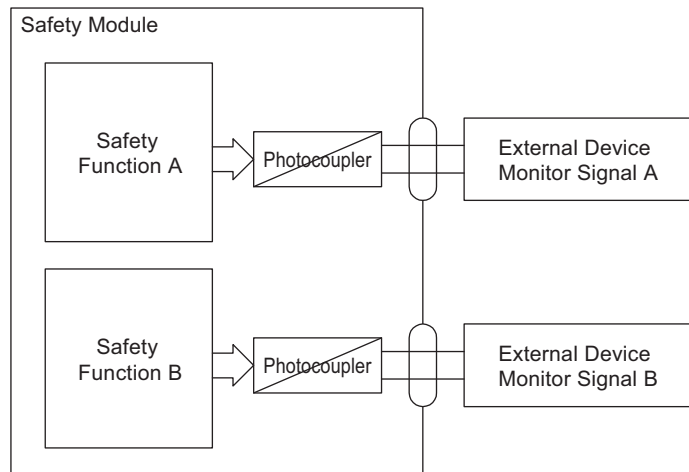 Safety Module
Safety
Function A
Photocoupler
External Device
Monitor Signal A
Safety
Function B
Photocoupler
External Device
Monitor Signal B